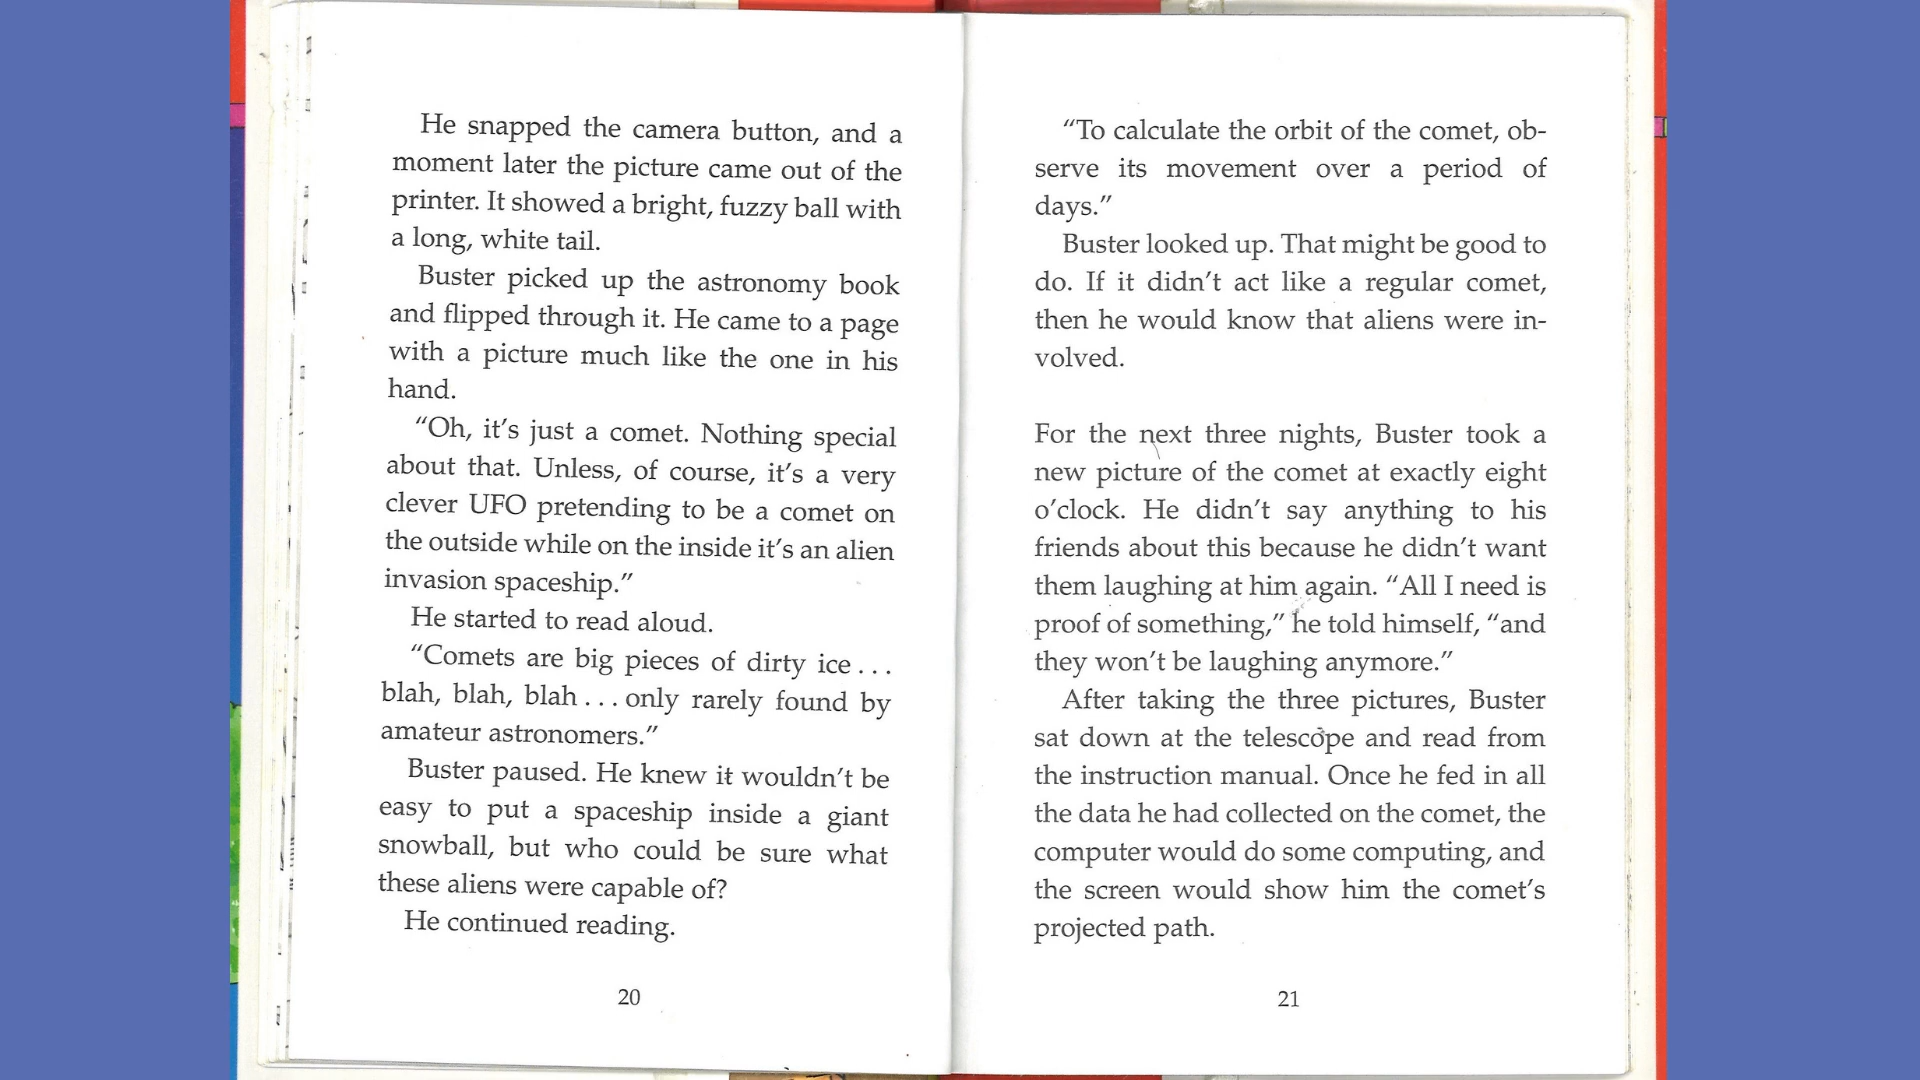 He snapped the camera button, and a
moment later the picture came out of the
printer. It showed a bright, fuzzy ball with
a long, white tail.
Buster picked up the astronomy book
and flipped through it. He came to a page
with a picture much like the one in his
hand.
“Oh, it’s just a comet. Nothing special
about that. Unless, of course, it’s a very
clever UFO pretending to be a comet on
the outside while on the inside it’s an alien
invasion spaceship.”
He started to read aloud.
“Comets are big pieces of dirty ice . . .
blah, blah, blah . . . only rarely found by
amateur astronomers.”
Buster paused. He knew it wouldn’t be
easy to put a spaceship inside a giant
snowball, but who could be sure what
these aliens were capable of?
He continued reading.
20
“To calculate the orbit of the comet, ob-
serve its movement over a period of
days.”
Buster looked up. That might be good to
do. If it didn’t act like a regular comet,
then he would know that aliens were in-
volved.
For the next three nights, Buster took a
new picture of the comet at exactly eight
o’clock. He didn’t say anything to his
friends about this because he didn’t want
them laughing at him again. “All I need is
proof of something,” he told himself, “and
they won’t be laughing anymore.”
After taking the three pictures, Buster
sat down at the telescope and read from
the instruction manual. Once he fed in all
the data he had collected on the comet, the
computer would do some computing, and
the screen would show him the comet’s
projected path.
21